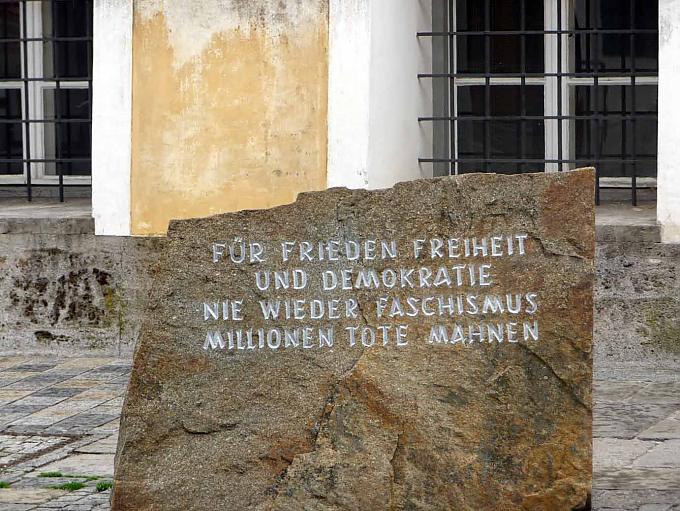 FÜR FRIEDEN FREIHEIT
UND DEMOKRATIE
NIE WIEDER FASCHISMUS
MILLIONEN TOTE MAHNEN